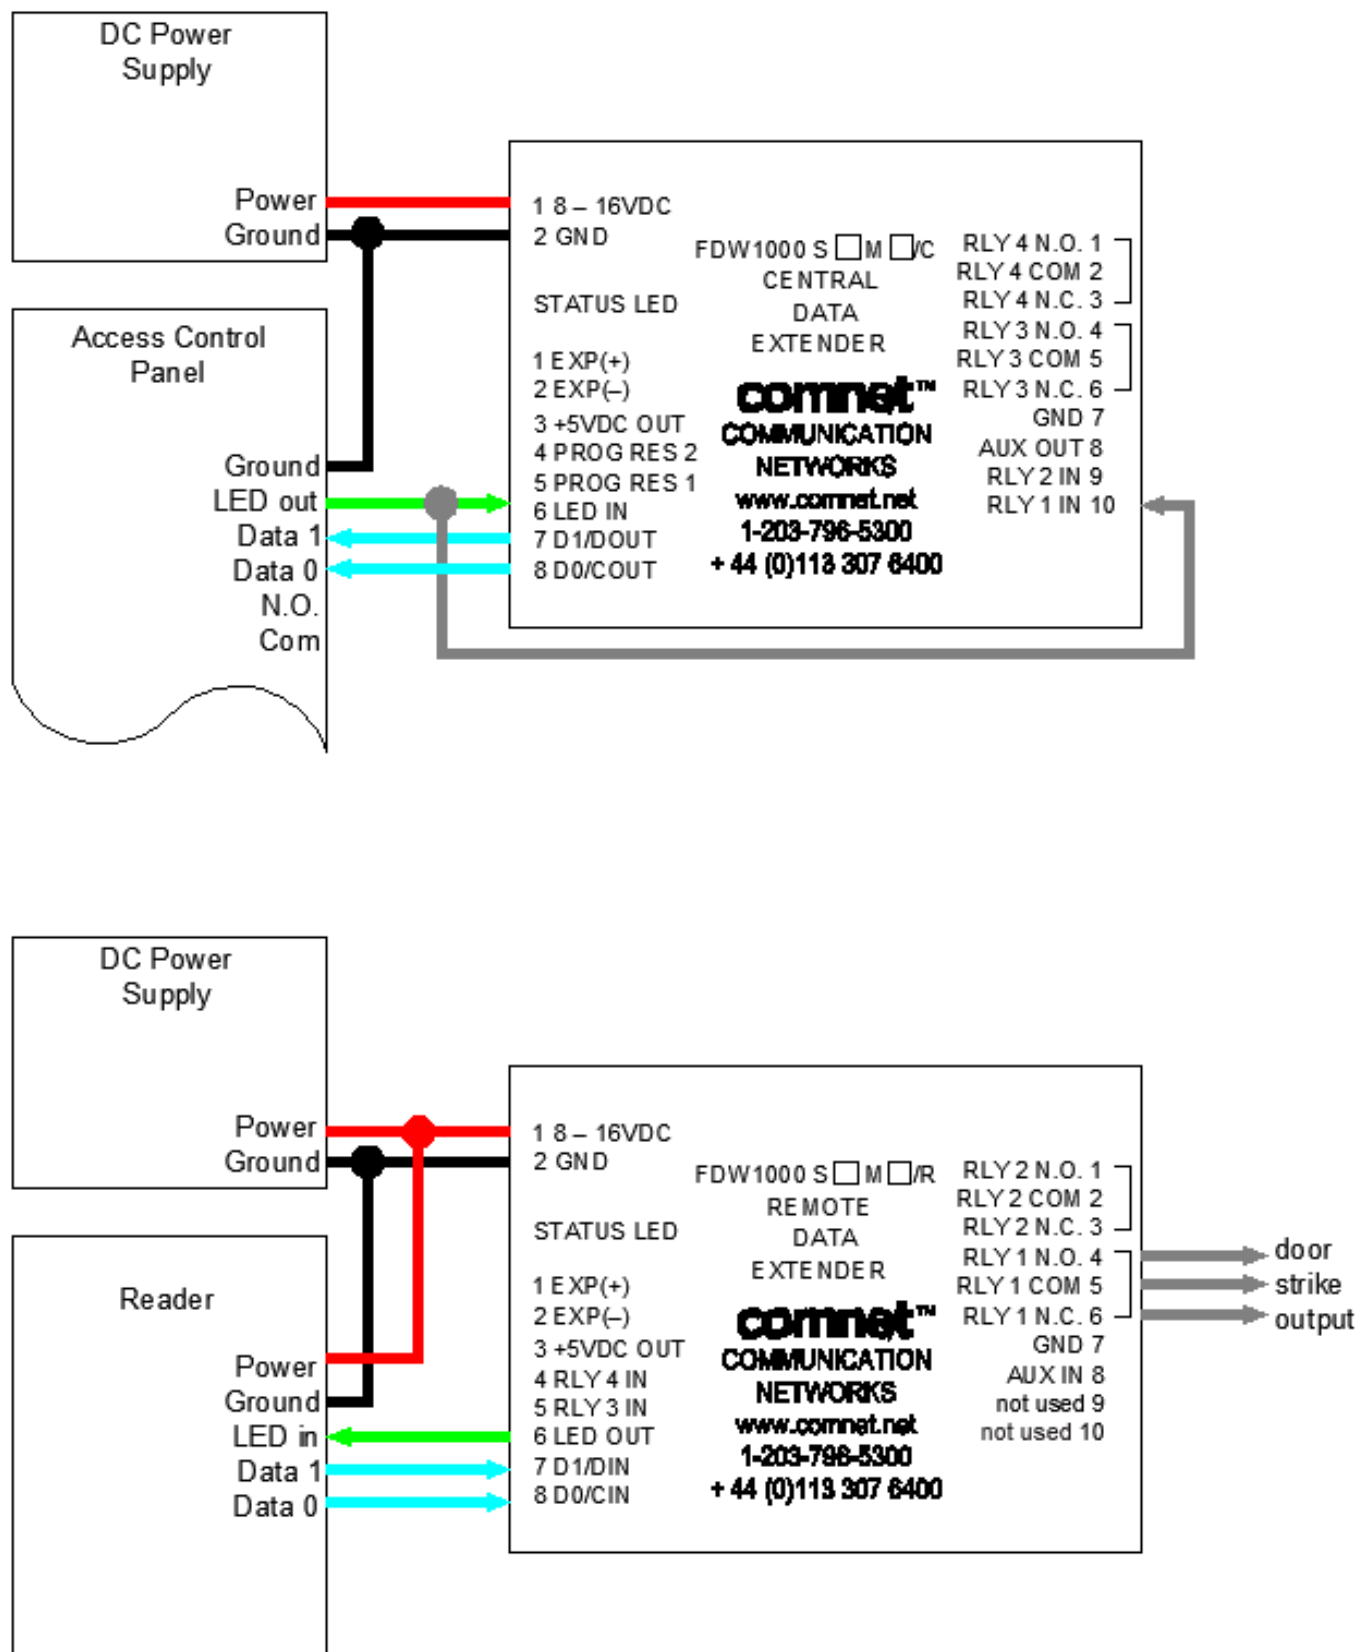 DC Power
Supply
Power
Ground
Access Control
Panel
Ground
LED out
Data 1
Data 0
N.O.
Com
1 8 – 16VDC
2 GND
STATUS LED
1 EXP(+)
2 EXP(–)
3 +5VDC OUT
4 PROG RES 2
5 PROG RES 1
6 LED IN
7 D1/DOUT
8 D0/COUT
FDW1000 S □ M □/C
CENTRAL
DATA
EXTENDER
comnet™
COMMUNICATION
NETWORKS
www.comnet.net
1-203-796-5300
+ 44 (0)113 307 6400
RLY 4 N.O. 1
RLY 4 COM 2
RLY 4 N.C. 3
RLY 3 N.O. 4
RLY 3 COM 5
RLY 3 N.C. 6
GND 7
AUX OUT 8
RLY 2 IN 9
RLY 1 IN 10
DC Power
Supply
Power
Ground
Reader
Power
Ground
LED in
Data 1
Data 0
1 8 – 16VDC
2 GND
STATUS LED
1 EXP(+)
2 EXP(–)
3 +5VDC OUT
4 RLY 4 IN
5 RLY 3 IN
6 LED OUT
7 D1/DIN
8 D0/CIN
FDW1000 S □ M □/R
REMOTE
DATA
EXTENDER
comnet™
COMMUNICATION
NETWORKS
www.comnet.net
1-203-796-5300
+ 44 (0)113 307 6400
RLY 2 N.O. 1
RLY 2 COM 2
RLY 2 N.C. 3
RLY 1 N.O. 4
RLY 1 COM 5
RLY 1 N.C. 6
GND 7
AUX IN 8
not used 9
not used 10
door
strike
output